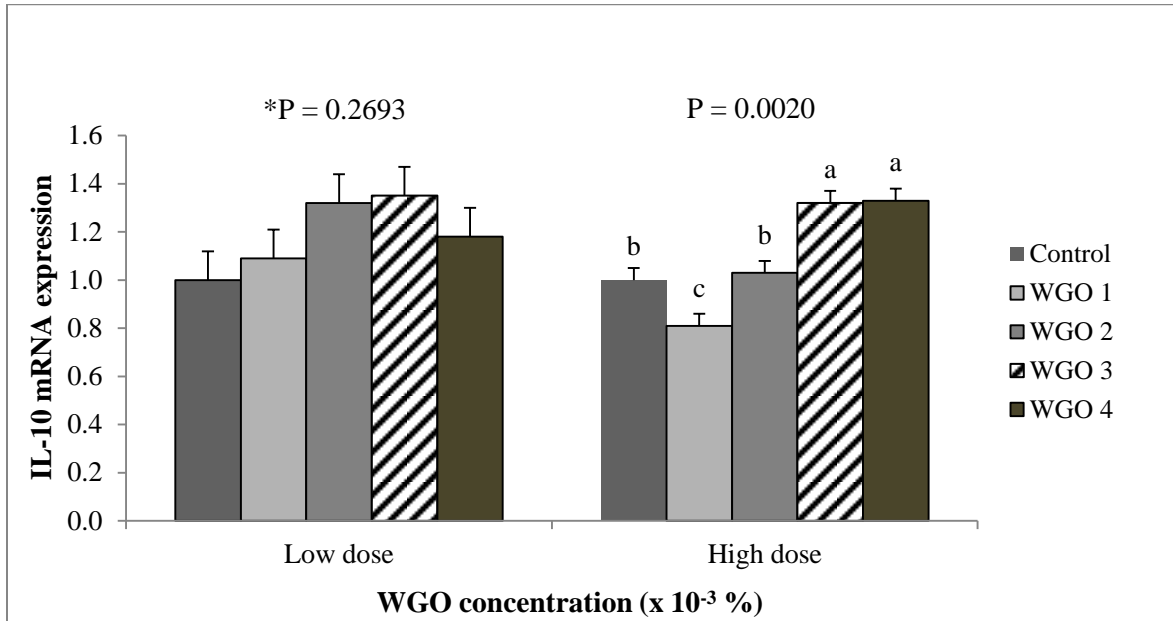 *P = 0.2693
P = 0.0020
IL-10 mRNA expression
1.6
1.4
1.2
1.0
0.8
0.6
0.4
0.2
0.0
b
c
b
a
a
Control
WGO 1
WGO 2
WGO 3
WGO 4
Low dose
High dose
WGO concentration (x 10⁻³ %)